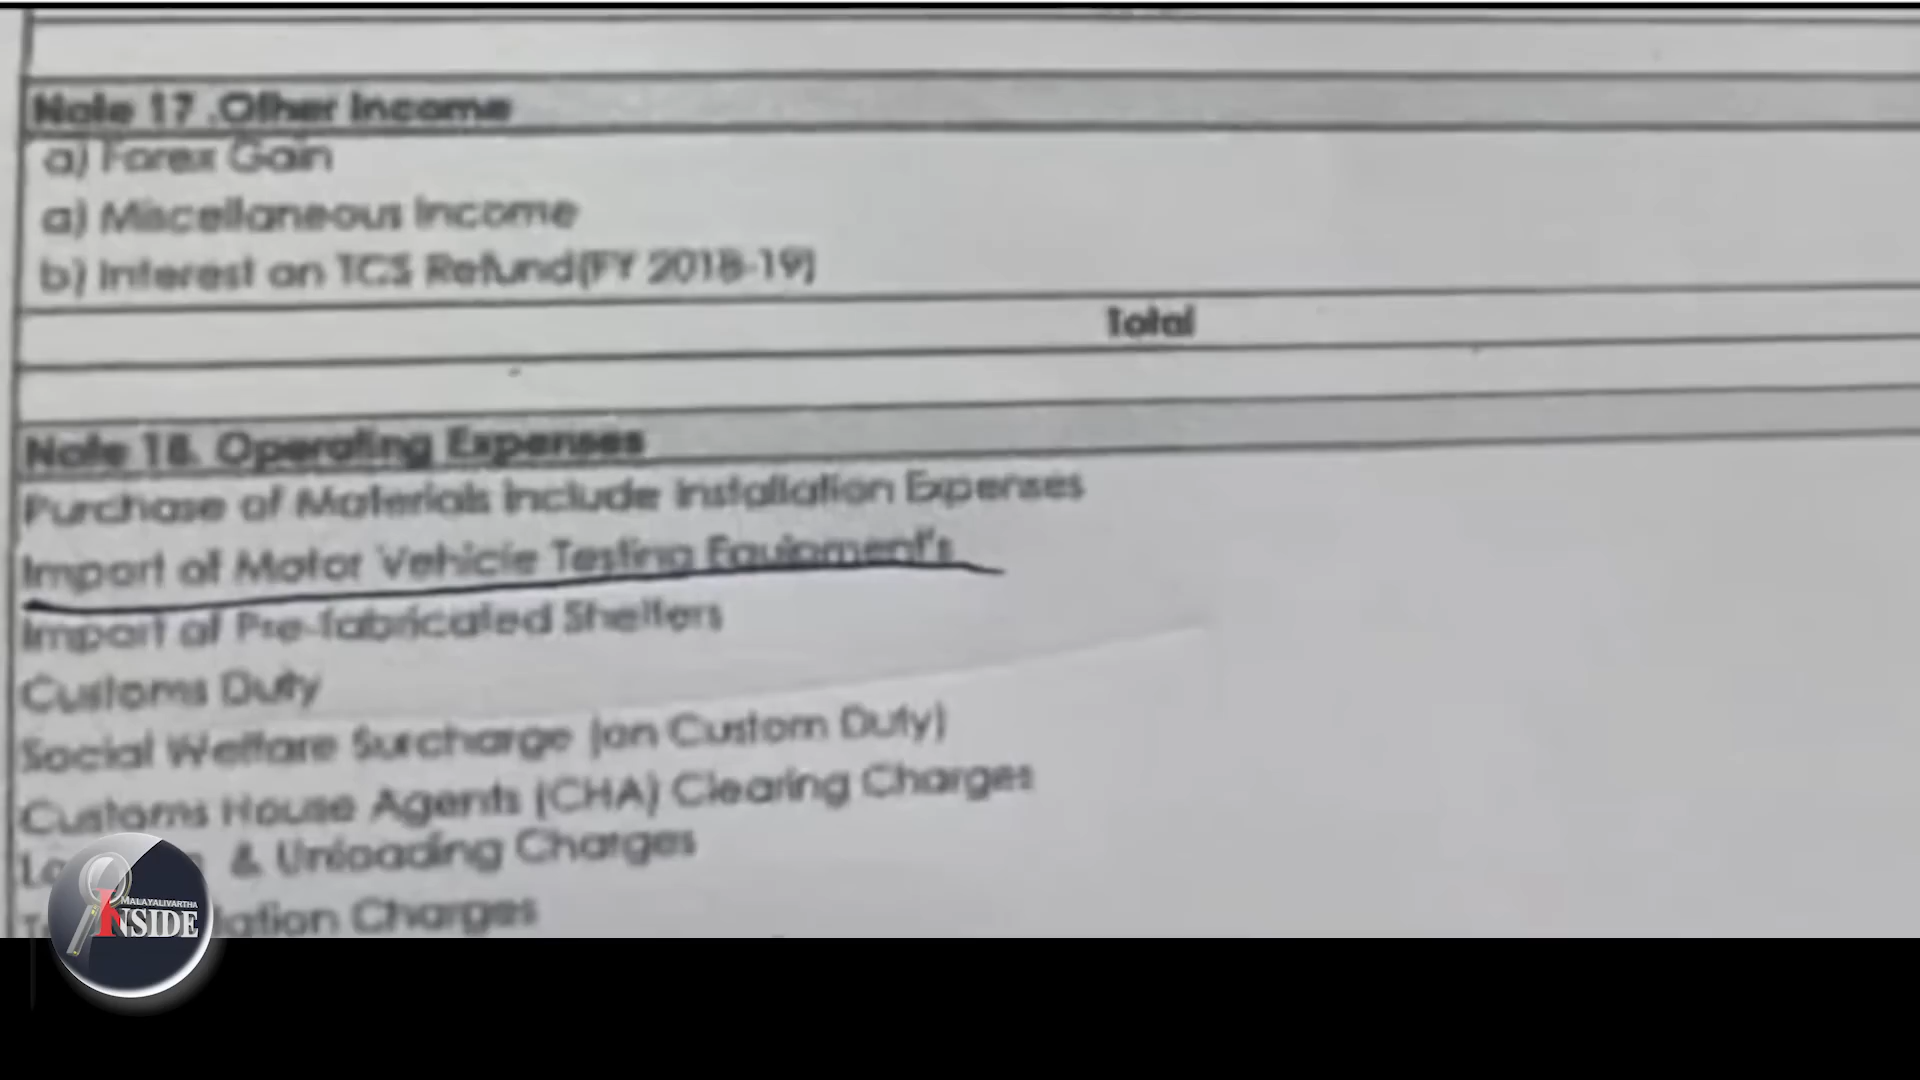 Note 17 .Other Income
a) Forex Gain
a) Miscellaneous Income
b) Interest on TCS Refund(FY 2018-19)
Total
Note 18. Operating Expenses
Purchase of Materials Include Installation Expenses
Import of Motor Vehicle Testing Equipment's
Import of Pre-fabricated Shelters
Customs Duty
Social Welfare Surcharge (on Custom Duty)
Customs House Agents (CHA) Clearing Charges
& Unloading Charges
Charges
MALAYALIVARTHA
INSIDE